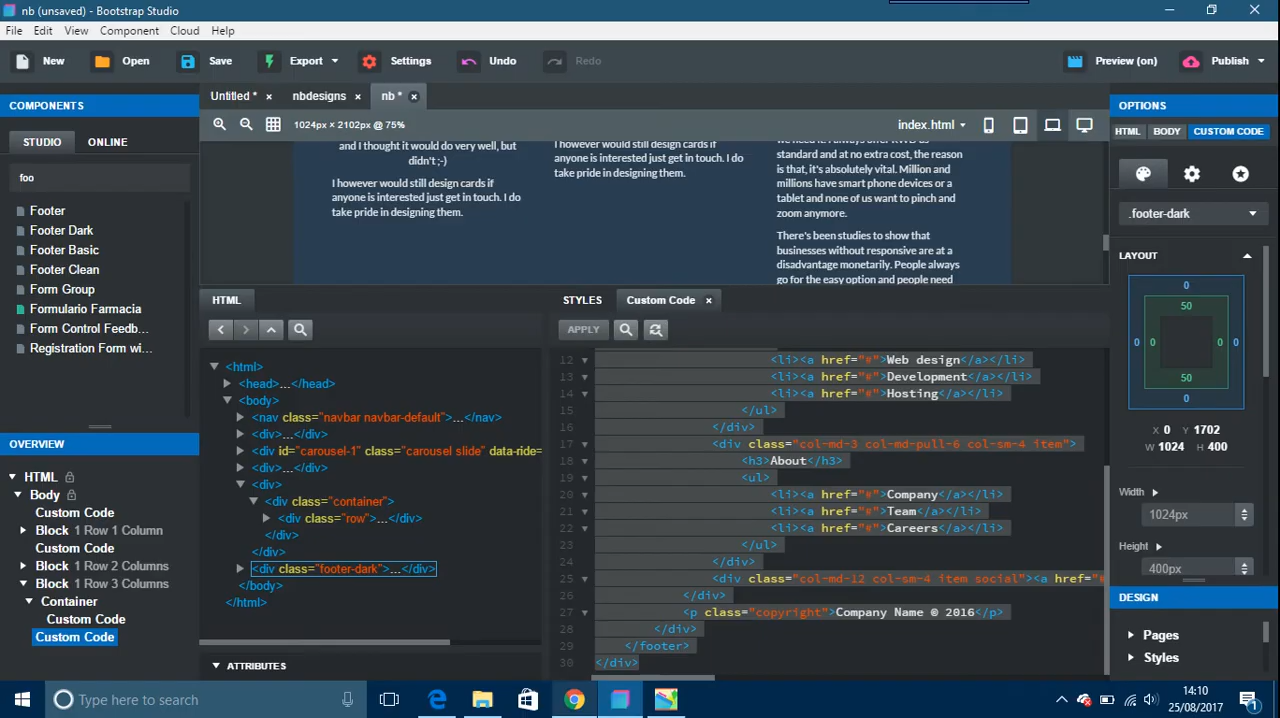 nb (unsaved) - Bootstrap Studio
File Edit View Component Cloud Help
New Open Save Export Settings Undo Redo Preview (on) Publish
COMPONENTS
STUDIO ONLINE
foo
Footer
Footer Dark
Footer Basic
Footer Clean
Form Group
Formulario Farmacia
Form Control Feedb...
Registration Form wi...
OVERVIEW
HTML
Body
Custom Code
Block 1 Row 1 Column
Custom Code
Block 1 Row 2 Columns
Block 1 Row 3 Columns
Container
Custom Code
Custom Code
Untitled * × nbdesigns × nb * ×
1024px × 2102px @ 75% index.html
and I thought it would do very well, but
didn't ;-)
I however would still design cards if
anyone is interested just get in touch. I do
take pride in designing them.
I however would still design cards if
anyone is interested just get in touch. I do
take pride in designing them.
standard and at no extra cost, the reason
is that, it's absolutely vital. Million and
millions have smart phone devices or a
tablet and none of us want to pinch and
zoom anymore.
There's been studies to show that
businesses without responsive are at a
disadvantage monetarily. People always
go for the easy option and people need
HTML
<html>
<head>...</head>
<body>
<nav class="navbar navbar-default">...</nav>
<div>...</div>
<div id="carousel-1" class="carousel slide" data-ride=
<div>...</div>
<div>
<div class="container">
<div class="row">...</div>
</div>
</div>
<div class="footer-dark">...</div>
</body>
</html>
ATTRIBUTES
STYLES Custom Code ×
APPLY
12 <li><a href="#">Web design</a></li>
13 <li><a href="#">Development</a></li>
14 <li><a href="#">Hosting</a></li>
15 </ul>
16 </div>
17 <div class="col-md-3 col-md-pull-6 col-sm-4 item">
18 <h3>About</h3>
19 <ul>
20 <li><a href="#">Company</a></li>
21 <li><a href="#">Team</a></li>
22 <li><a href="#">Careers</a></li>
23 </ul>
24 </div>
25 <div class="col-md-12 col-sm-4 item social"><a href="#
26 </div>
27 <p class="copyright">Company Name © 2016</p>
28 </div>
29 </footer>
30 </div>
OPTIONS
HTML BODY CUSTOM CODE
.footer-dark
LAYOUT
0
50
0 0 0 0
50
0
X 0 Y 1702
W 1024 H 400
Width
1024px
Height
400px
DESIGN
Pages
Styles
Type here to search
14:10
25/08/2017
1